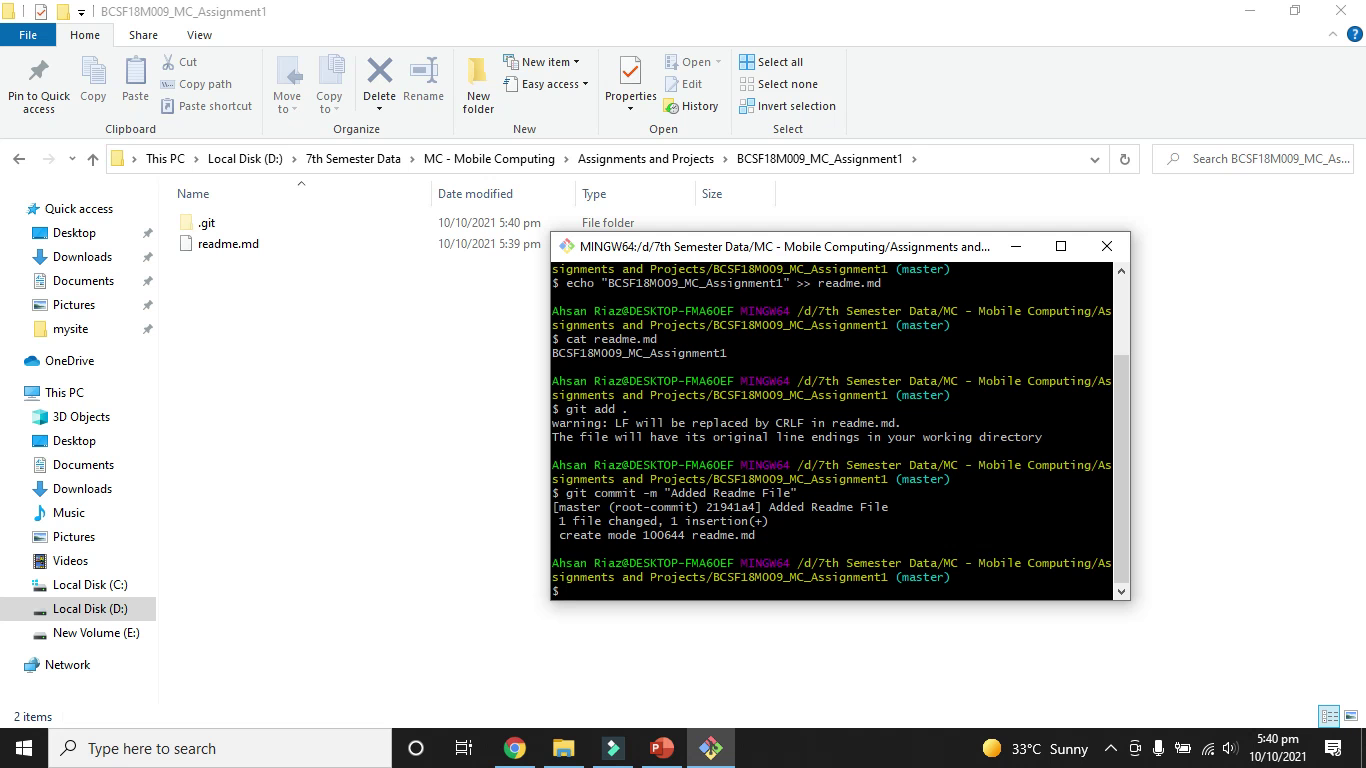 BCSF18M009_MC_Assignment1
File
Home
Share
View
Pin to Quick access
Copy
Paste
Cut
Copy path
Paste shortcut
Clipboard
Move to
Copy to
Delete
Rename
Organize
New folder
New item
Easy access
New
Properties
Open
Edit
History
Open
Select all
Select none
Invert selection
Select
This PC > Local Disk (D:) > 7th Semester Data > MC - Mobile Computing > Assignments and Projects > BCSF18M009_MC_Assignment1 >
Search BCSF18M009_MC_As...
Name
Date modified
Type
Size
.git
10/10/2021 5:40 pm
File folder
readme.md
10/10/2021 5:39 pm
Quick access
Desktop
Downloads
Documents
Pictures
mysite
OneDrive
This PC
3D Objects
Desktop
Documents
Downloads
Music
Pictures
Videos
Local Disk (C:)
Local Disk (D:)
New Volume (E:)
Network
MINGW64:/d/7th Semester Data/MC - Mobile Computing/Assignments and...
signments and Projects/BCSF18M009_MC_Assignment1 (master)
$ echo "BCSF18M009_MC_Assignment1" >> readme.md
Ahsan Riaz@DESKTOP-FMA6OEF MINGW64 /d/7th Semester Data/MC - Mobile Computing/As
signments and Projects/BCSF18M009_MC_Assignment1 (master)
$ cat readme.md
BCSF18M009_MC_Assignment1
Ahsan Riaz@DESKTOP-FMA6OEF MINGW64 /d/7th Semester Data/MC - Mobile Computing/As
signments and Projects/BCSF18M009_MC_Assignment1 (master)
$ git add .
warning: LF will be replaced by CRLF in readme.md.
The file will have its original line endings in your working directory
Ahsan Riaz@DESKTOP-FMA6OEF MINGW64 /d/7th Semester Data/MC - Mobile Computing/As
signments and Projects/BCSF18M009_MC_Assignment1 (master)
$ git commit -m "Added Readme File"
[master (root-commit) 21941a4] Added Readme File
1 file changed, 1 insertion(+)
create mode 100644 readme.md
Ahsan Riaz@DESKTOP-FMA6OEF MINGW64 /d/7th Semester Data/MC - Mobile Computing/As
signments and Projects/BCSF18M009_MC_Assignment1 (master)
$
2 items
Type here to search
33°C Sunny
5:40 pm
10/10/2021